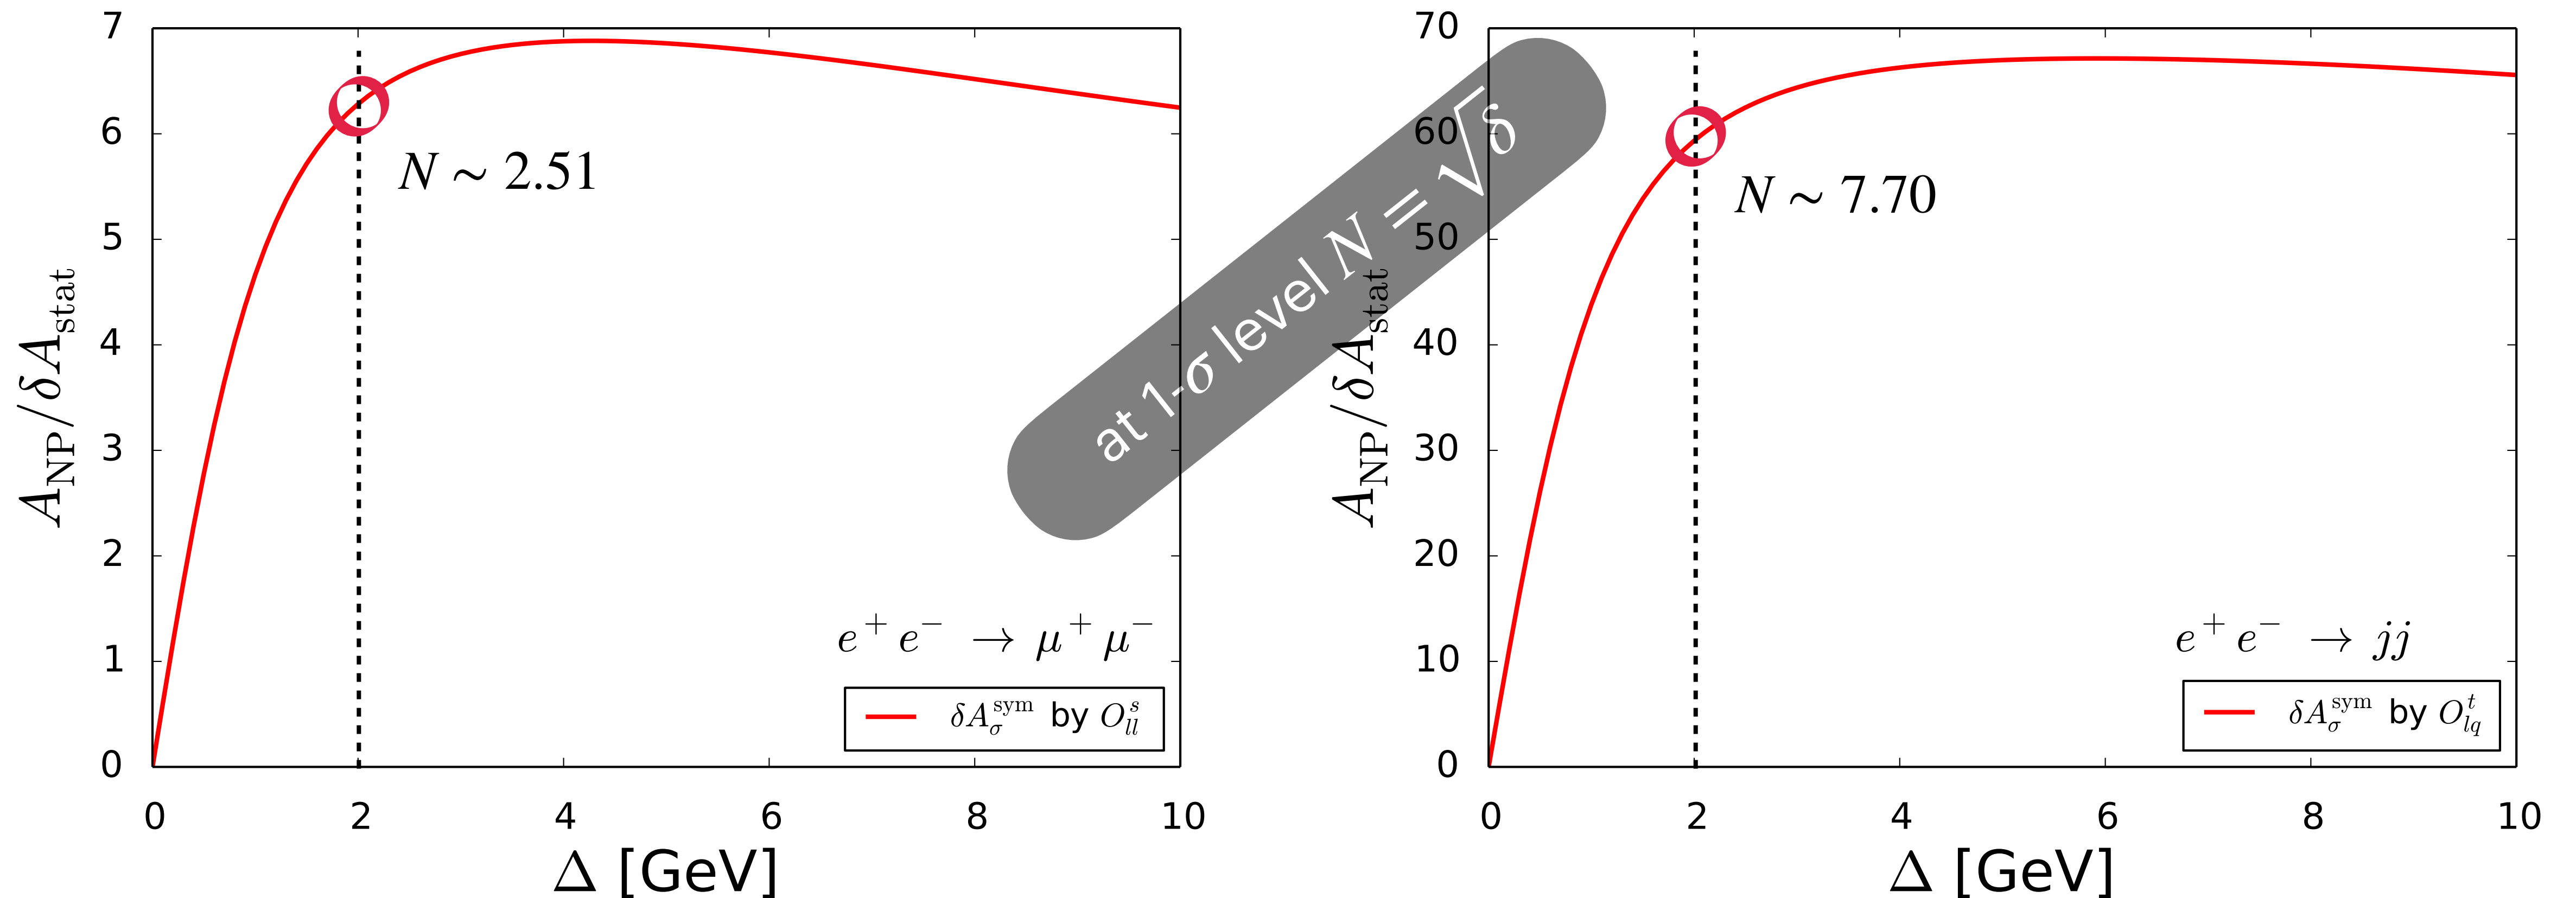 7
6
5
4
3
2
1
0
A_NP/δA_stat
N ∼ 2.51
e⁺e⁻ → μ⁺μ⁻
δA_σ^sym by O_ll^s
0 2 4 6 8 10
Δ [GeV]
at 1-σ level N = √δ
70
60
50
40
30
20
10
0
A_NP/δA_stat
N ∼ 7.70
e⁺e⁻ → jj
δA_σ^sym by O_lq^t
0 2 4 6 8 10
Δ [GeV]